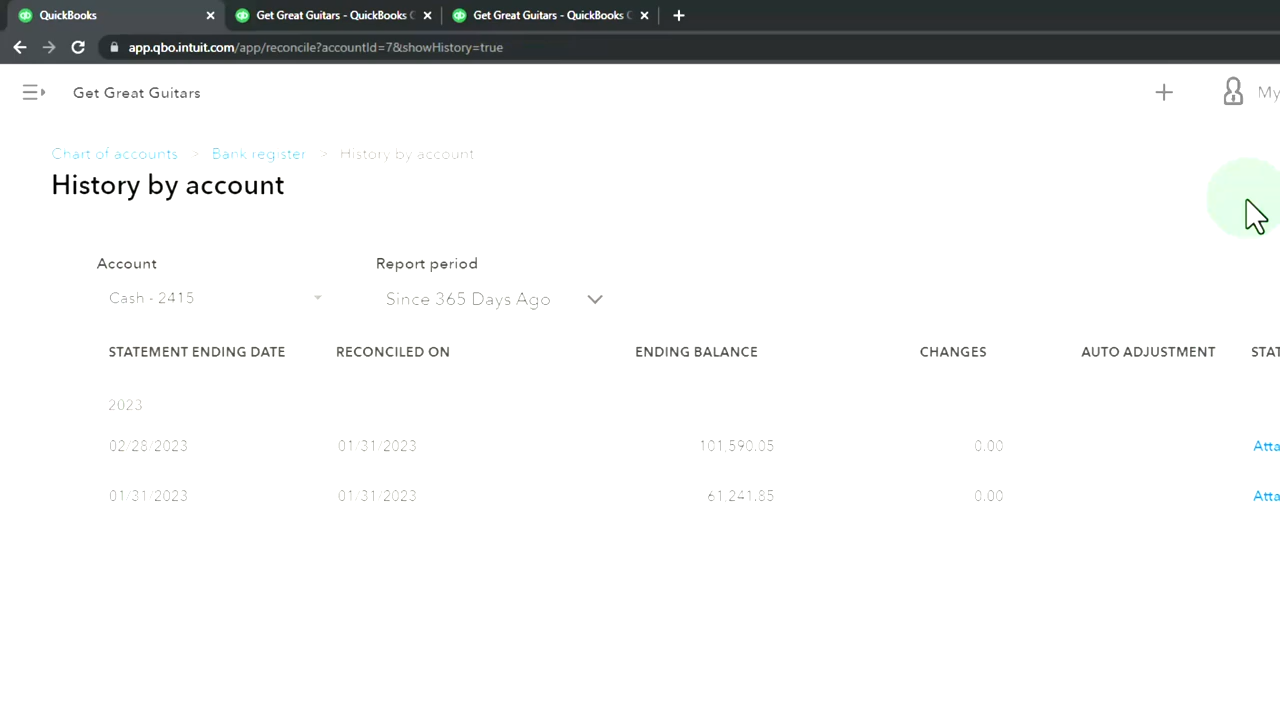 QuickBooks Get Great Guitars - QuickBooks Get Great Guitars - QuickBooks
app.qbo.intuit.com/app/reconcile?accountId=7&showHistory=true
Get Great Guitars My
Chart of accounts > Bank register > History by account
History by account
Account Report period
Cash - 2415 Since 365 Days Ago
STATEMENT ENDING DATE RECONCILED ON ENDING BALANCE CHANGES AUTO ADJUSTMENT STAT
2023
02/28/2023 01/31/2023 101,590.05 0.00 Atta
01/31/2023 01/31/2023 61,241.85 0.00 Atta